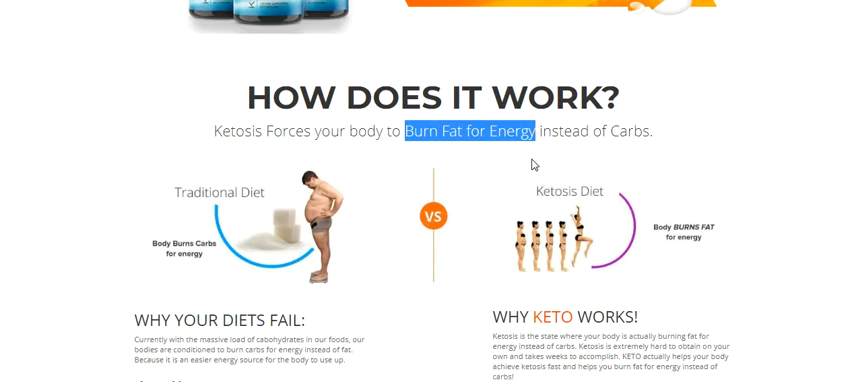 HOW DOES IT WORK?
Ketosis Forces your body to Burn Fat for Energy instead of Carbs.
Traditional Diet
Body Burns Carbs
for energy
VS
Ketosis Diet
Body BURNS FAT
for energy
WHY YOUR DIETS FAIL:
Currently with the massive load of cabohydrates in our foods, our
bodies are conditioned to burn carbs for energy instead of fat.
Because it is an easier energy source for the body to use up.
WHY KETO WORKS!
Ketosis is the state where your body is actually burning fat for
energy instead of carbs. Ketosis is extremely hard to obtain on your
own and takes weeks to accomplish. KETO actually helps your body
achieve ketosis fast and helps you burn fat for energy instead of
carbs!